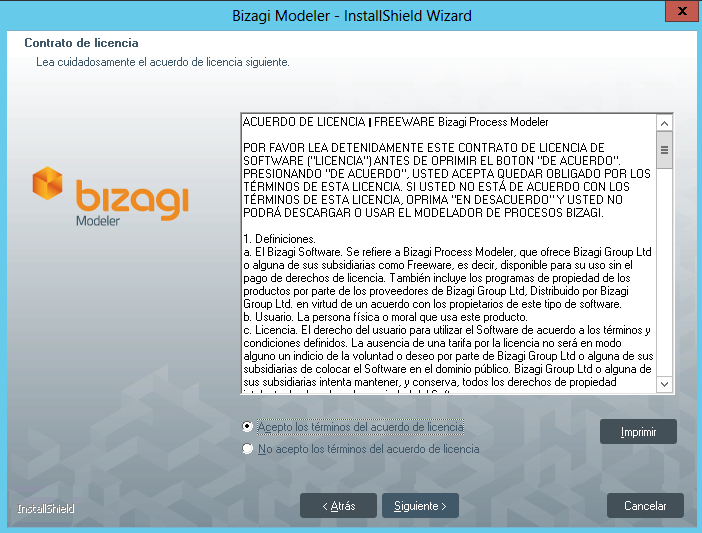 Bizagi Modeler - InstallShield Wizard
x
Contrato de licencia
Lea cuidadosamente el acuerdo de licencia siguiente.
bizagi
Modeler
ACUERDO DE LICENCIA | FREEWARE Bizagi Process Modeler
POR FAVOR LEA DETENIDAMENTE ESTE CONTRATO DE LICENCIA DE
SOFTWARE ("LICENCIA") ANTES DE OPRIMIR EL BOTON "DE ACUERDO".
PRESIONANDO "DE ACUERDO", USTED ACEPTA QUEDAR OBLIGADO POR LOS
TÉRMINOS DE ESTA LICENCIA. SI USTED NO ESTÁ DE ACUERDO CON LOS
TÉRMINOS DE ESTA LICENCIA, OPRIMA "EN DESACUERDO" Y USTED NO
PODRÁ DESCARGAR O USAR EL MODELADOR DE PROCESOS BIZAGI.
1. Definiciones.
a. El Bizagi Software. Se refiere a Bizagi Process Modeler, que ofrece Bizagi Group Ltd
o alguna de sus subsidiarias como Freeware, es decir, disponible para su uso sin el
pago de derechos de licencia. También incluye los programas de propiedad de los
productos por parte de los proveedores de Bizagi Group Ltd, Distribuido por Bizagi
Group Ltd. en virtud de un acuerdo con los propietarios de este tipo de software.
b. Usuario. La persona física o moral que usa este producto.
c. Licencia. El derecho del usuario para utilizar el Software de acuerdo a los términos y
condiciones definidos. La ausencia de una tarifa por la licencia no será en modo
alguno un indicio de la voluntad o deseo por parte de Bizagi Group Ltd o alguna de sus
subsidiarias de colocar el Software en el dominio público. Bizagi Group Ltd o alguna de
sus subsidiarias intenta mantener, y conserva, todos los derechos de propiedad
Acepto los términos del acuerdo de licencia
No acepto los términos del acuerdo de licencia
Imprimir
InstallShield
< Atrás
Siguiente >
Cancelar